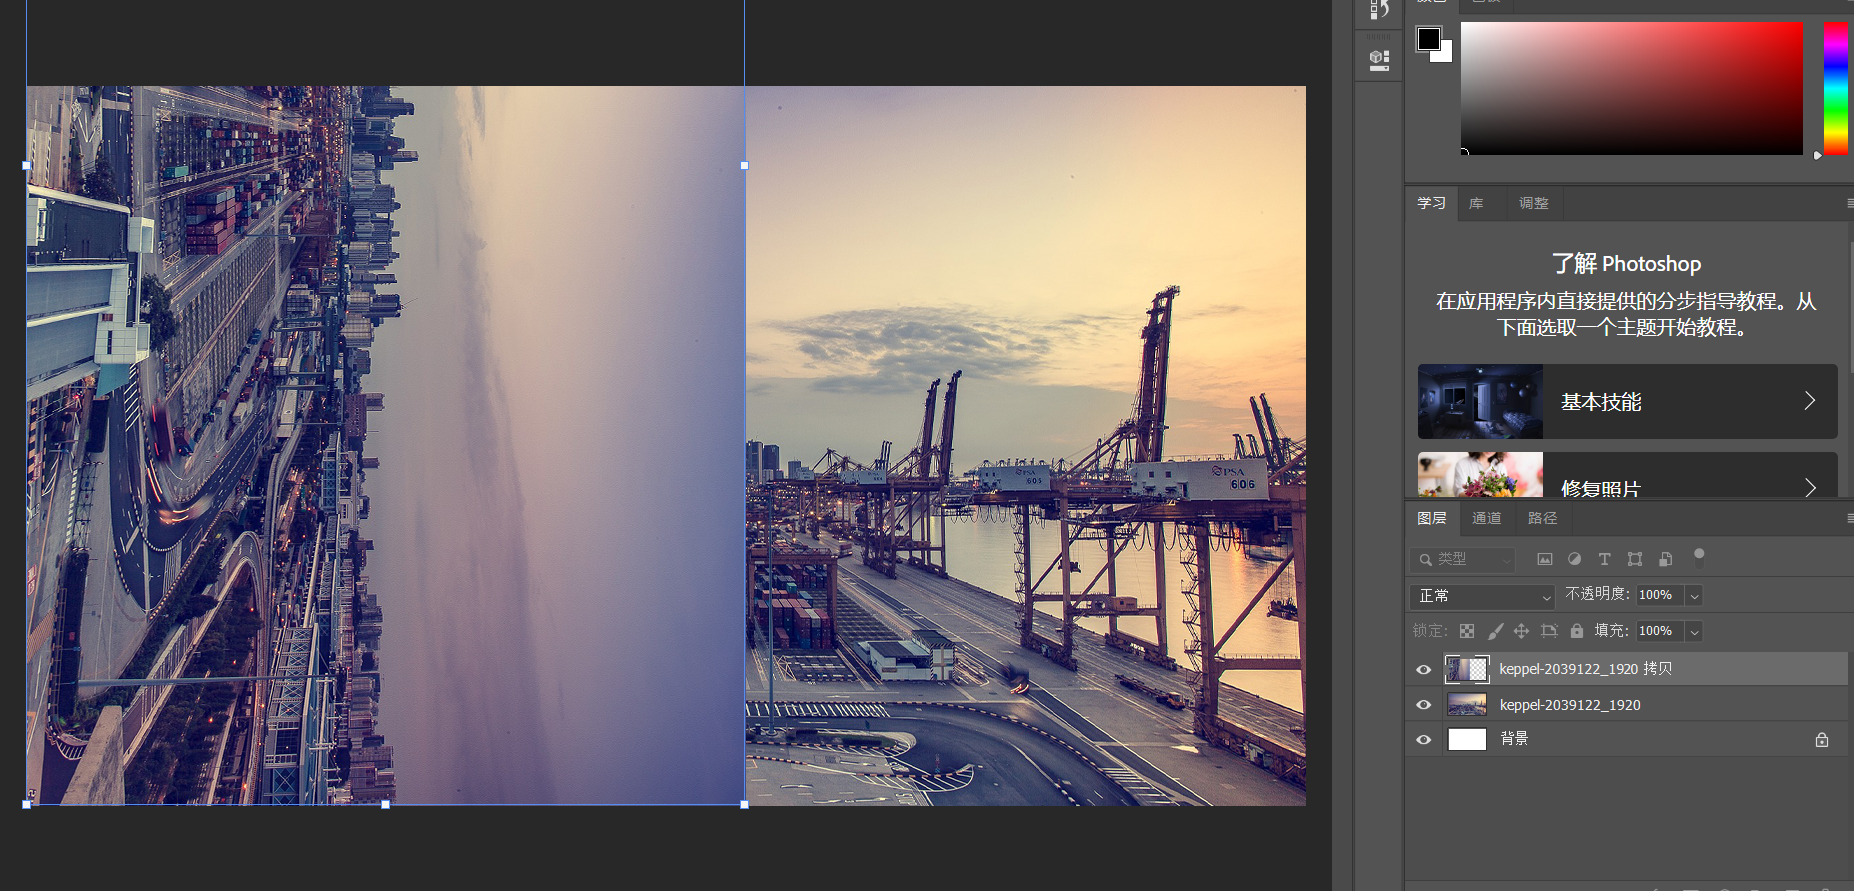 学习 库 调整
了解 Photoshop
在应用程序内直接提供的分步指导教程。从
下面选取一个主题开始教程。
基本技能
修复照片
图层 通道 路径
类型
正常 不透明度: 100%
锁定: 填充: 100%
keppel-2039122_1920 拷贝
keppel-2039122_1920
背景
PSA
605
PSA
606